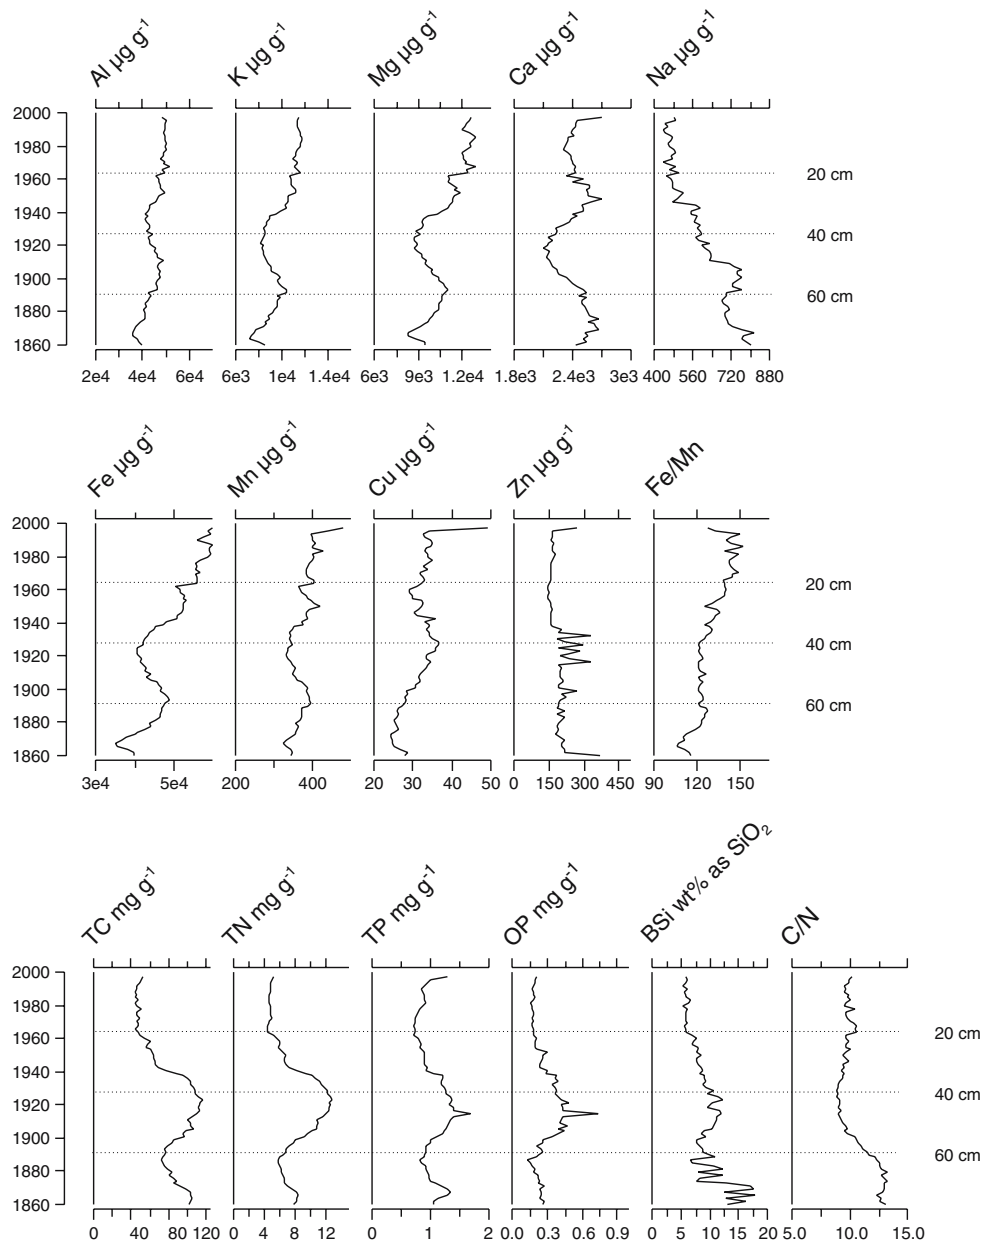 Al µg g-1 K µg g-1 Mg µg g-1 Ca µg g-1 Na µg g-1
2000
1980
1960 20 cm
1940
1920 40 cm
1900
1880 60 cm
1860
2e4 4e4 6e4 6e3 1e4 1.4e4 6e3 9e3 1.2e4 1.8e3 2.4e3 3e3 400 560 720 880
Fe µg g-1 Mn µg g-1 Cu µg g-1 Zn µg g-1 Fe/Mn
2000
1980
1960 20 cm
1940
1920 40 cm
1900
1880 60 cm
1860
3e4 5e4 200 400 20 30 40 50 0 150 300 450 90 120 150
TC mg g-1 TN mg g-1 TP mg g-1 OP mg g-1 BSi wt% as SiO2 C/N
2000
1980
1960 20 cm
1940
1920 40 cm
1900
1880 60 cm
1860
0 40 80 120 0 4 8 12 0 1 2 0.0 0.3 0.6 0.9 0 5 10 15 20 5.0 10.0 15.0